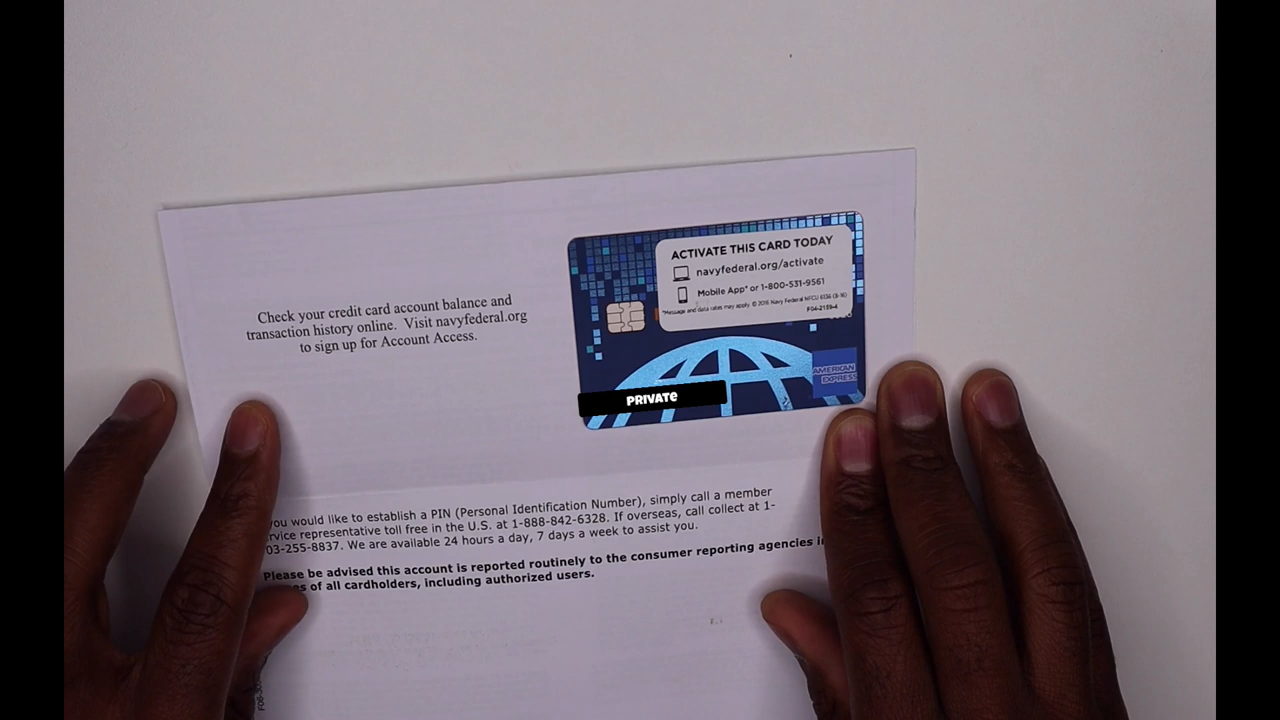 Check your credit card account balance and
transaction history online. Visit navyfederal.org
to sign up for Account Access.
ACTIVATE THIS CARD TODAY
navyfederal.org/activate
Mobile App* or 1-800-531-9561
*Message and data rates may apply. © 2016 Navy Federal NFCU 6136 (8-16)
F04-2159-4
AMERICAN
EXPRESS
PRIVATE
you would like to establish a PIN (Personal Identification Number), simply call a member
rvice representative toll free in the U.S. at 1-888-842-6328. If overseas, call collect at 1-
03-255-8837. We are available 24 hours a day, 7 days a week to assist you.
Please be advised this account is reported routinely to the consumer reporting agencies in
of all cardholders, including authorized users.